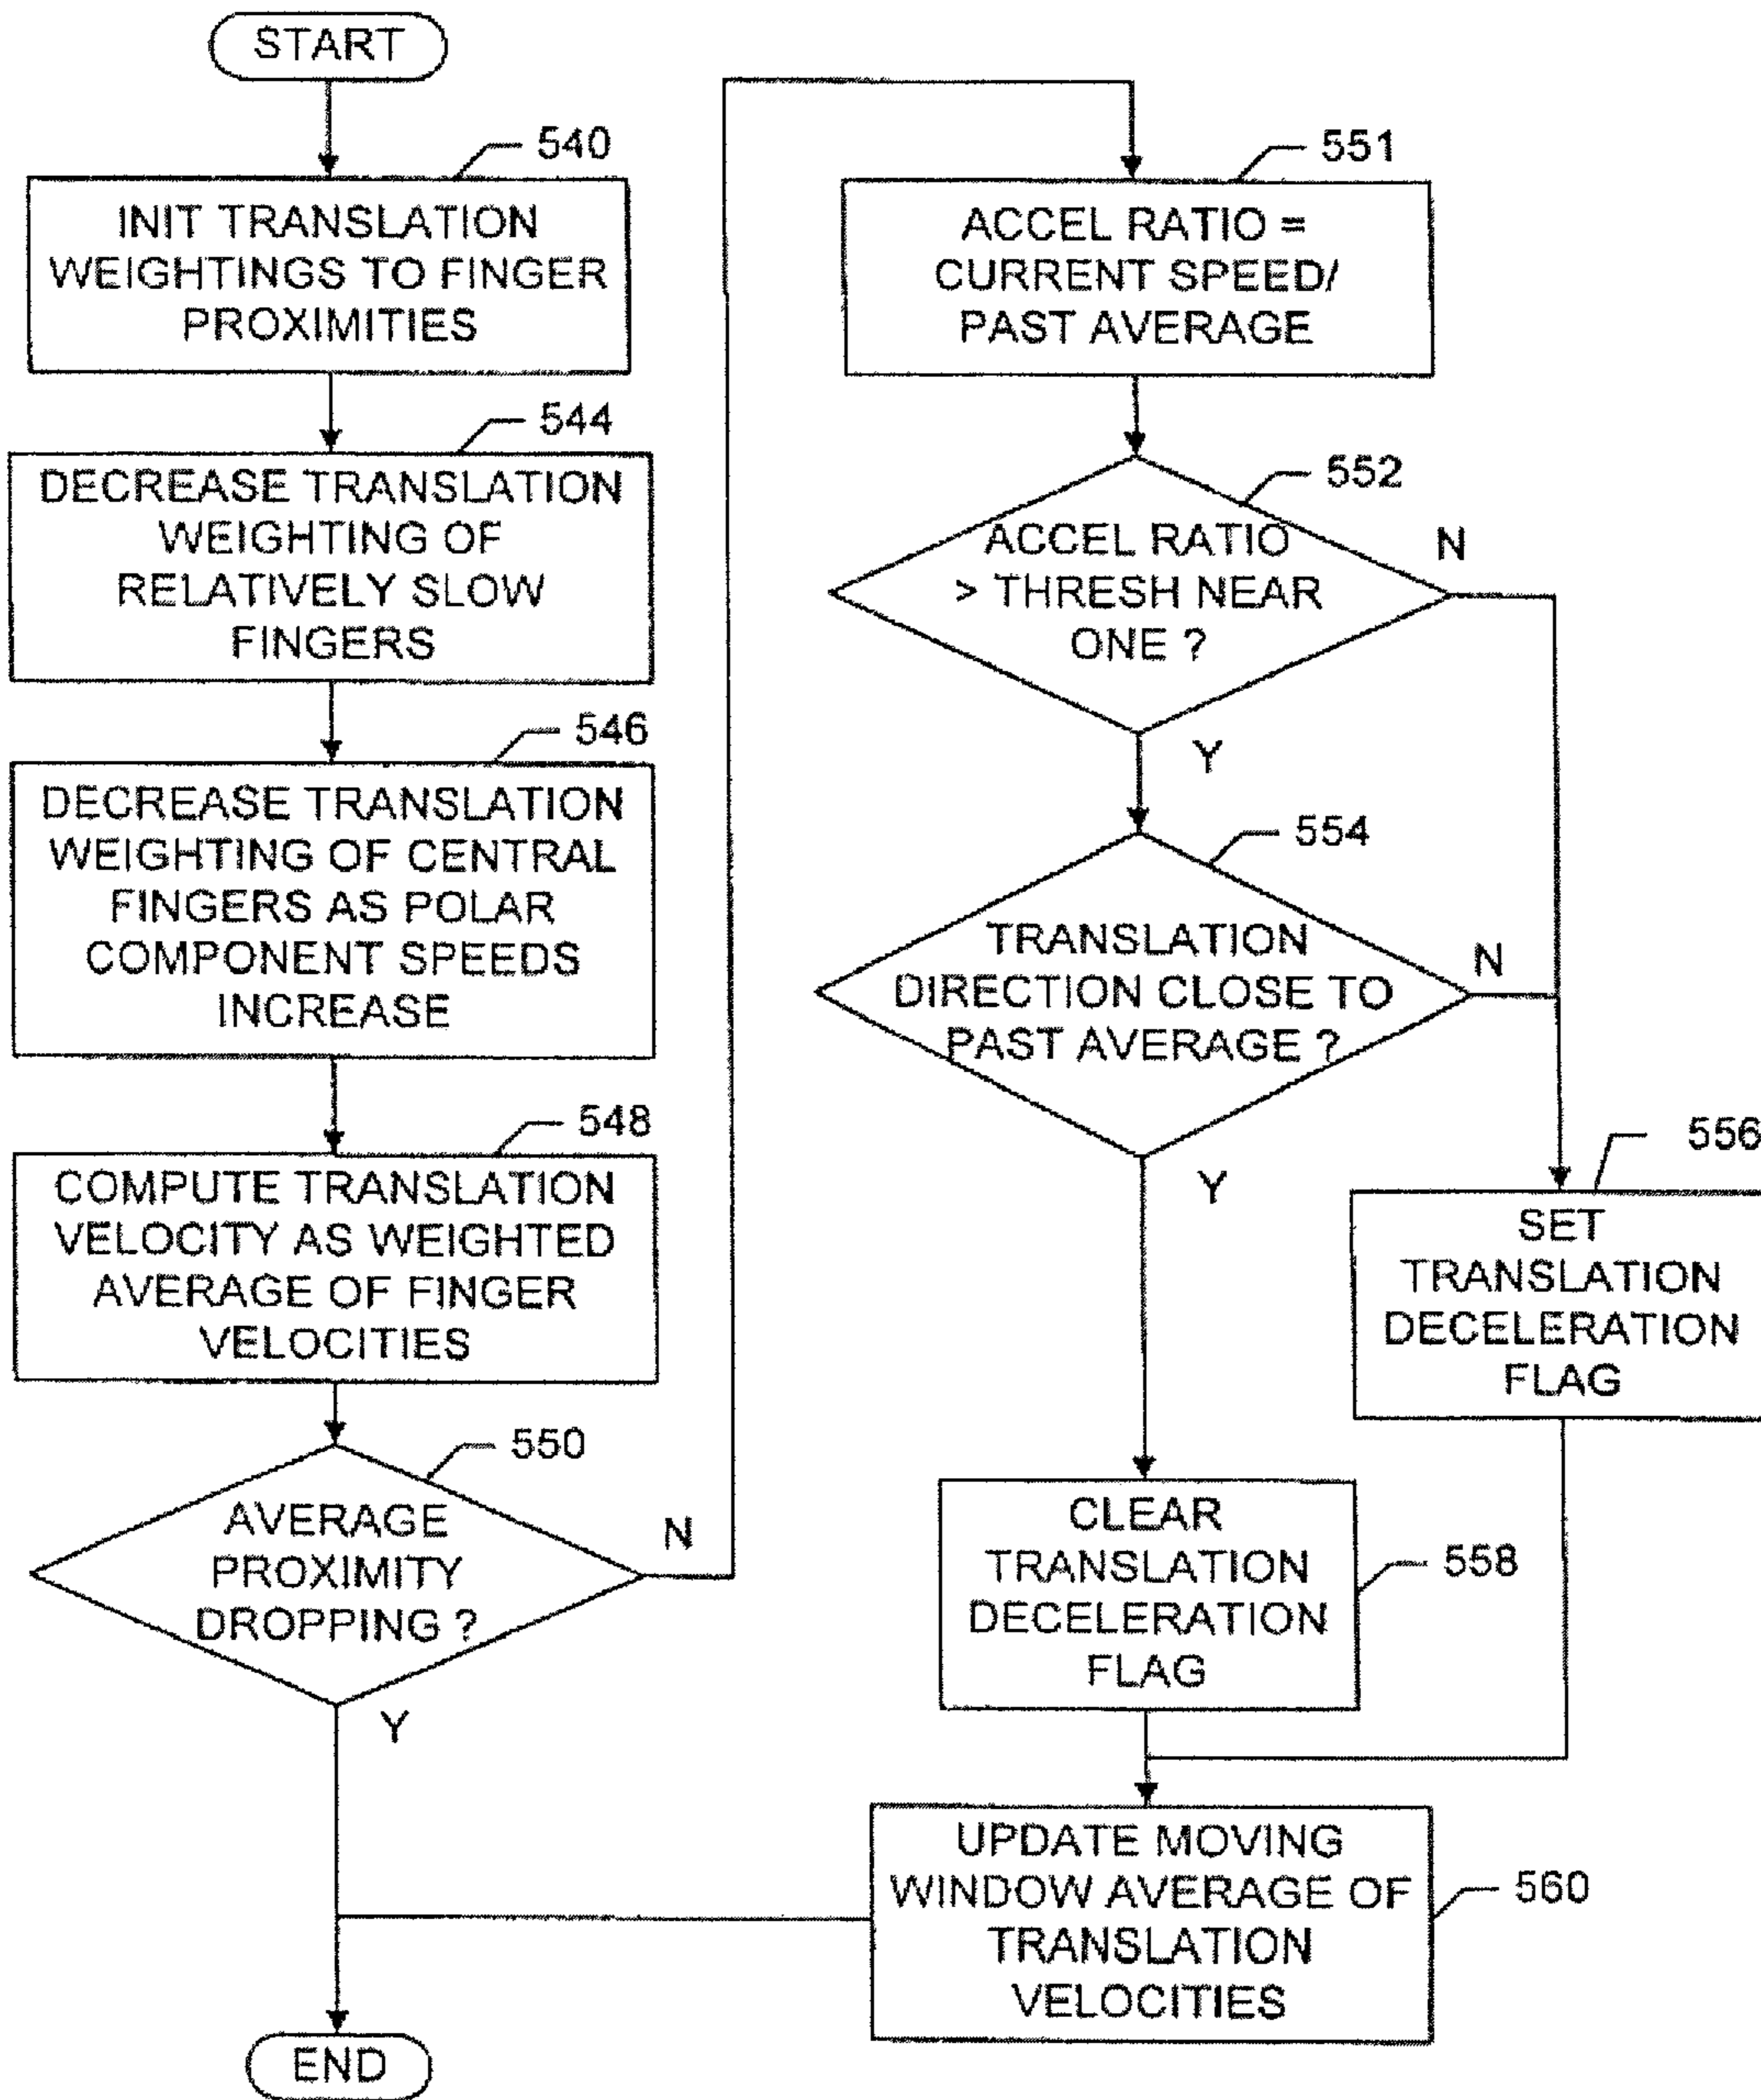 START
540
INIT TRANSLATION
WEIGHTINGS TO FINGER
PROXIMITIES
544
DECREASE TRANSLATION
WEIGHTING OF
RELATIVELY SLOW
FINGERS
546
DECREASE TRANSLATION
WEIGHTING OF CENTRAL
FINGERS AS POLAR
COMPONENT SPEEDS
INCREASE
548
COMPUTE TRANSLATION
VELOCITY AS WEIGHTED
AVERAGE OF FINGER
VELOCITIES
550
AVERAGE
PROXIMITY
DROPPING ?
N
Y
551
ACCEL RATIO =
CURRENT SPEED/
PAST AVERAGE
552
ACCEL RATIO
> THRESH NEAR
ONE ?
N
Y
554
TRANSLATION
DIRECTION CLOSE TO
PAST AVERAGE ?
N
Y
556
SET
TRANSLATION
DECELERATION
FLAG
558
CLEAR
TRANSLATION
DECELERATION
FLAG
560
UPDATE MOVING
WINDOW AVERAGE OF
TRANSLATION
VELOCITIES
END